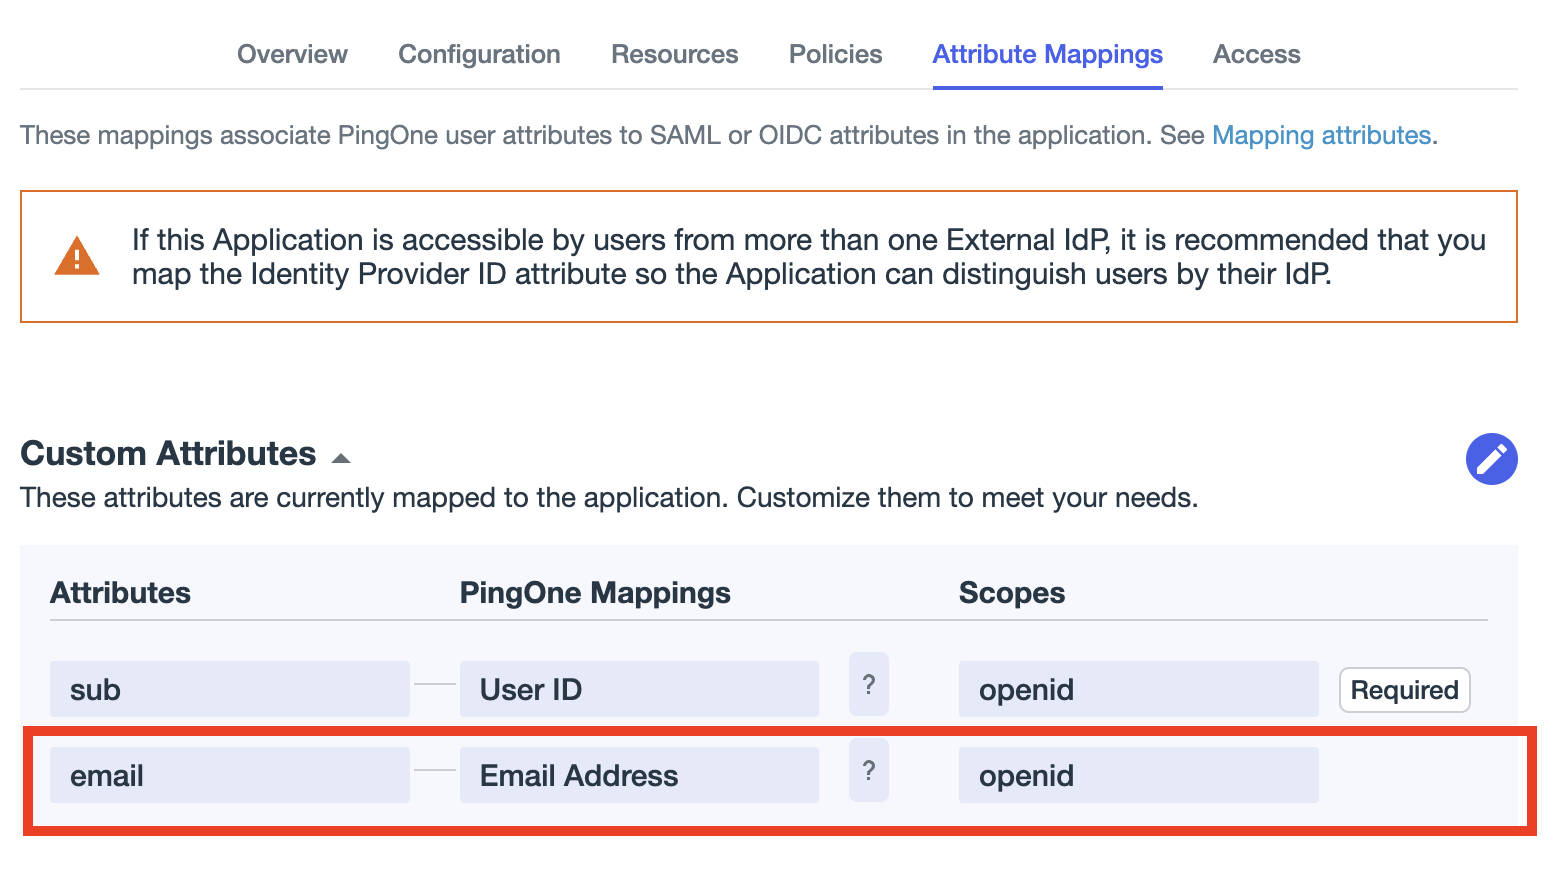 Overview Configuration Resources Policies Attribute Mappings Access
These mappings associate PingOne user attributes to SAML or OIDC attributes in the application. See Mapping attributes.
If this Application is accessible by users from more than one External IdP, it is recommended that you
map the Identity Provider ID attribute so the Application can distinguish users by their IdP.
Custom Attributes
These attributes are currently mapped to the application. Customize them to meet your needs.
Attributes PingOne Mappings Scopes
sub User ID ? openid Required
email Email Address ? openid